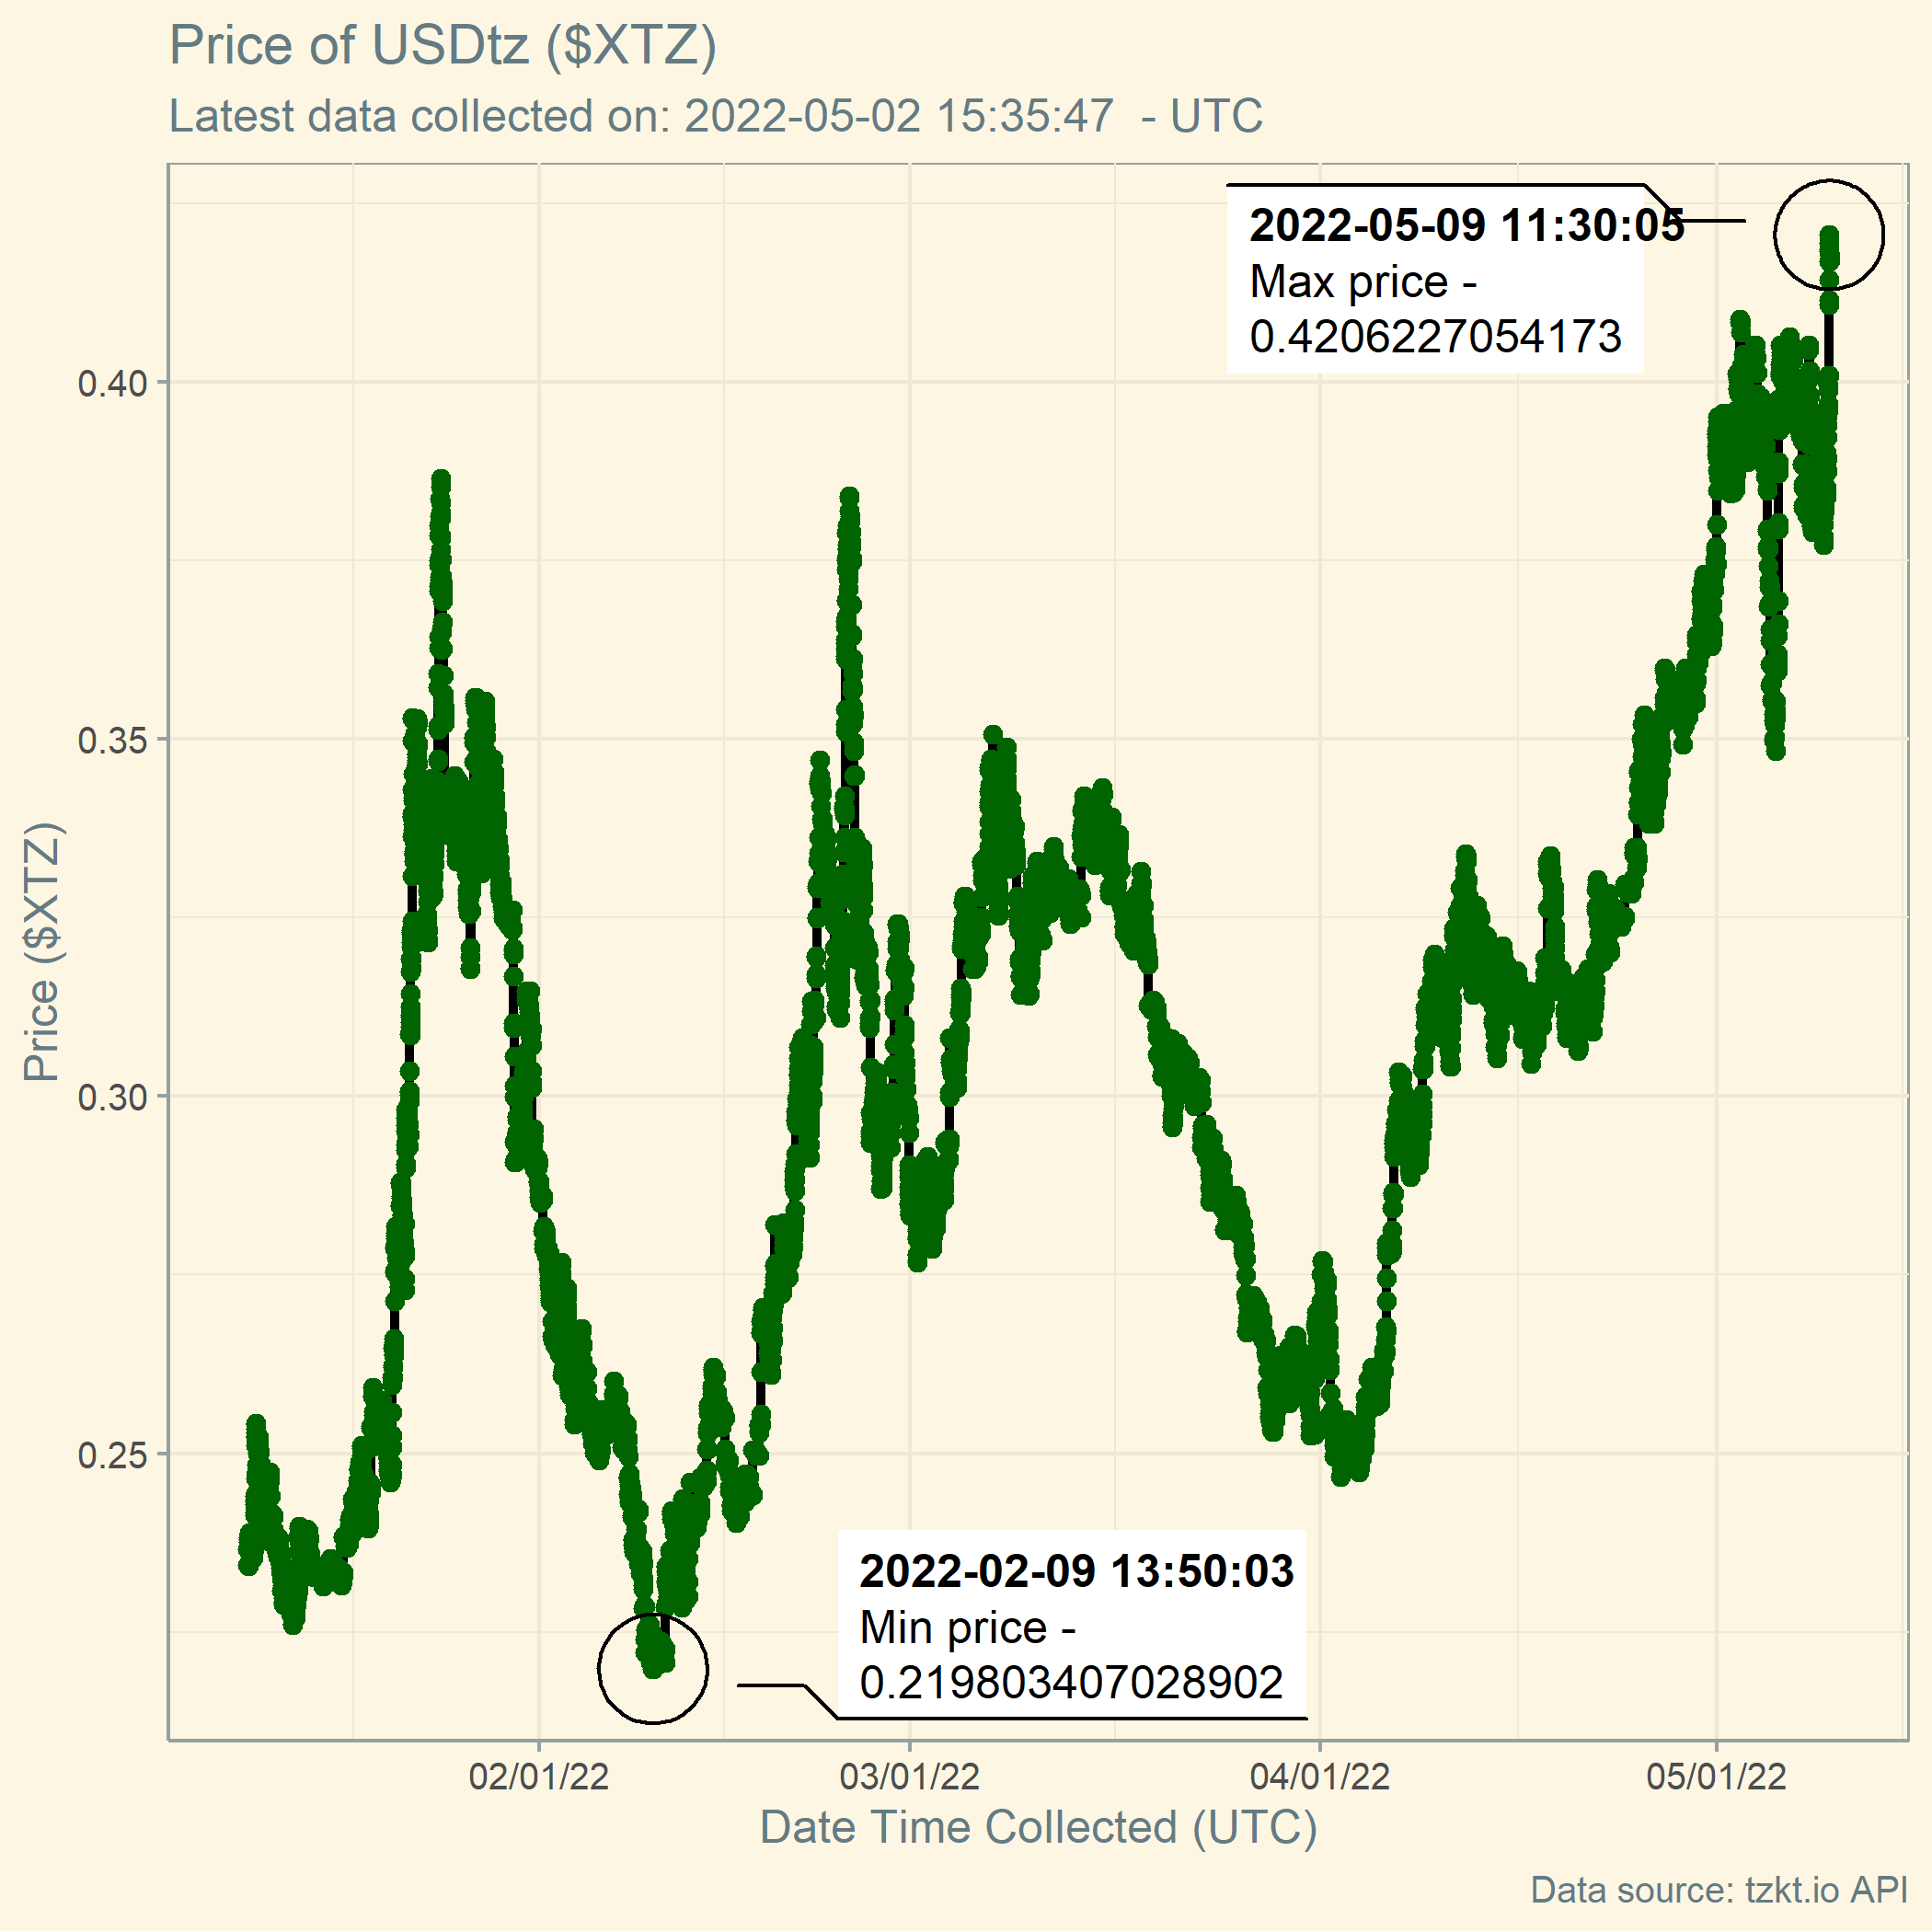 Price of USDtz ($XTZ)
Latest data collected on: 2022-05-02 15:35:47  - UTC
2022-05-09 11:30:05
Max price -
0.4206227054173
0.40
0.35
0.30
0.25
Price ($XTZ)
2022-02-09 13:50:03
Min price -
0.219803407028902
02/01/22
03/01/22
04/01/22
05/01/22
Date Time Collected (UTC)
Data source: tzkt.io API